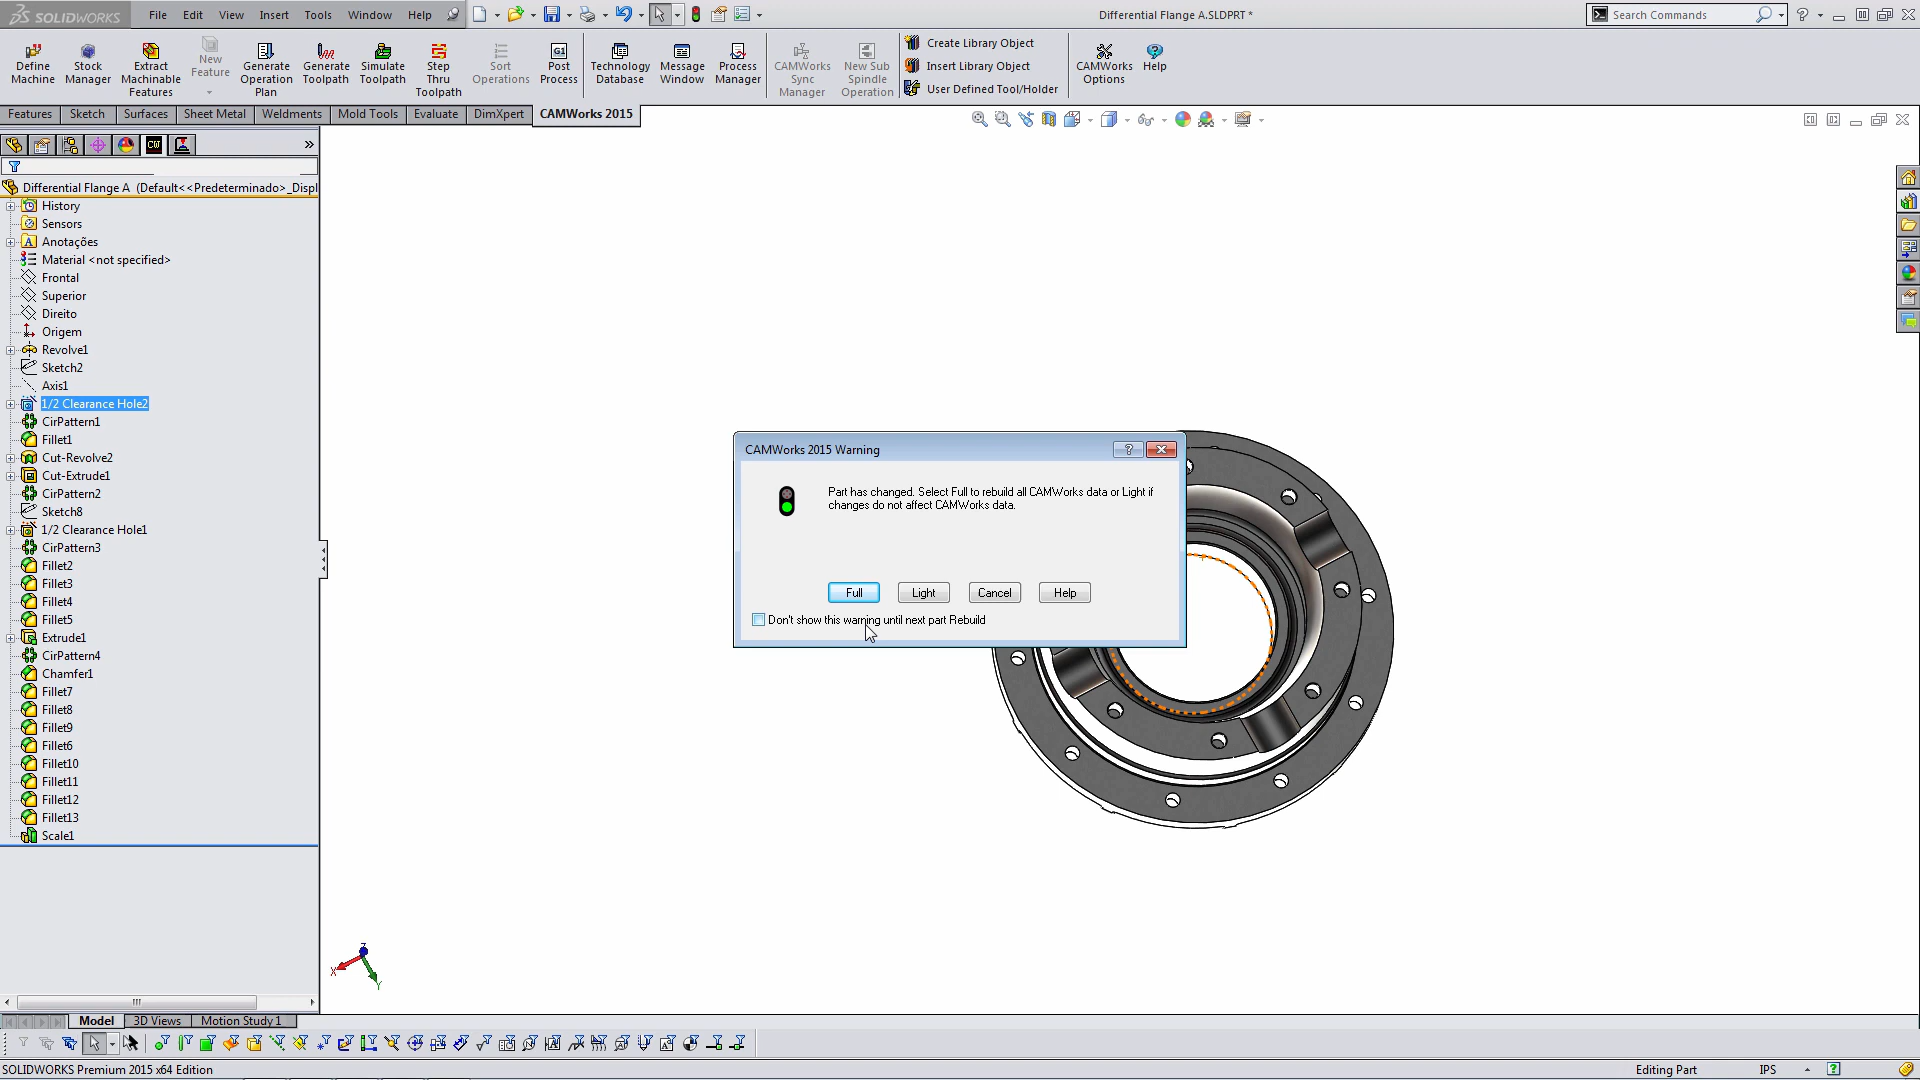 SOLIDWORKS File Edit View Insert Tools Window Help Differential Flange A.SLDPRT * Search Commands
Define Machine
Stock Manager
Extract Machinable Features
New Feature
Generate Operation Plan
Generate Toolpath
Simulate Toolpath
Step Thru Toolpath
Sort Operations
G1
Post Process
Technology Database
Message Window
Process Manager
CAMWorks Sync Manager
New Sub Spindle Operation
Create Library Object
Insert Library Object
User Defined Tool/Holder
CAMWorks Options
Help
Features Sketch Surfaces Sheet Metal Weldments Mold Tools Evaluate DimXpert CAMWorks 2015
CW
Differential Flange A (Default<<Predeterminado>_Displ
History
Sensors
A Anotações
Material <not specified>
Frontal
Superior
Direito
Origem
Revolve1
Sketch2
Axis1
1/2 Clearance Hole2
CirPattern1
Fillet1
Cut-Revolve2
Cut-Extrude1
CirPattern2
Sketch8
1/2 Clearance Hole1
CirPattern3
Fillet2
Fillet3
Fillet4
Fillet5
Extrude1
CirPattern4
Chamfer1
Fillet7
Fillet8
Fillet9
Fillet6
Fillet10
Fillet11
Fillet12
Fillet13
Scale1
CAMWorks 2015 Warning
Part has changed. Select Full to rebuild all CAMWorks data or Light if
changes do not affect CAMWorks data.
Full Light Cancel Help
Don't show this warning until next part Rebuild
Z
X
Y
Model 3D Views Motion Study 1
SOLIDWORKS Premium 2015 x64 Edition Editing Part IPS